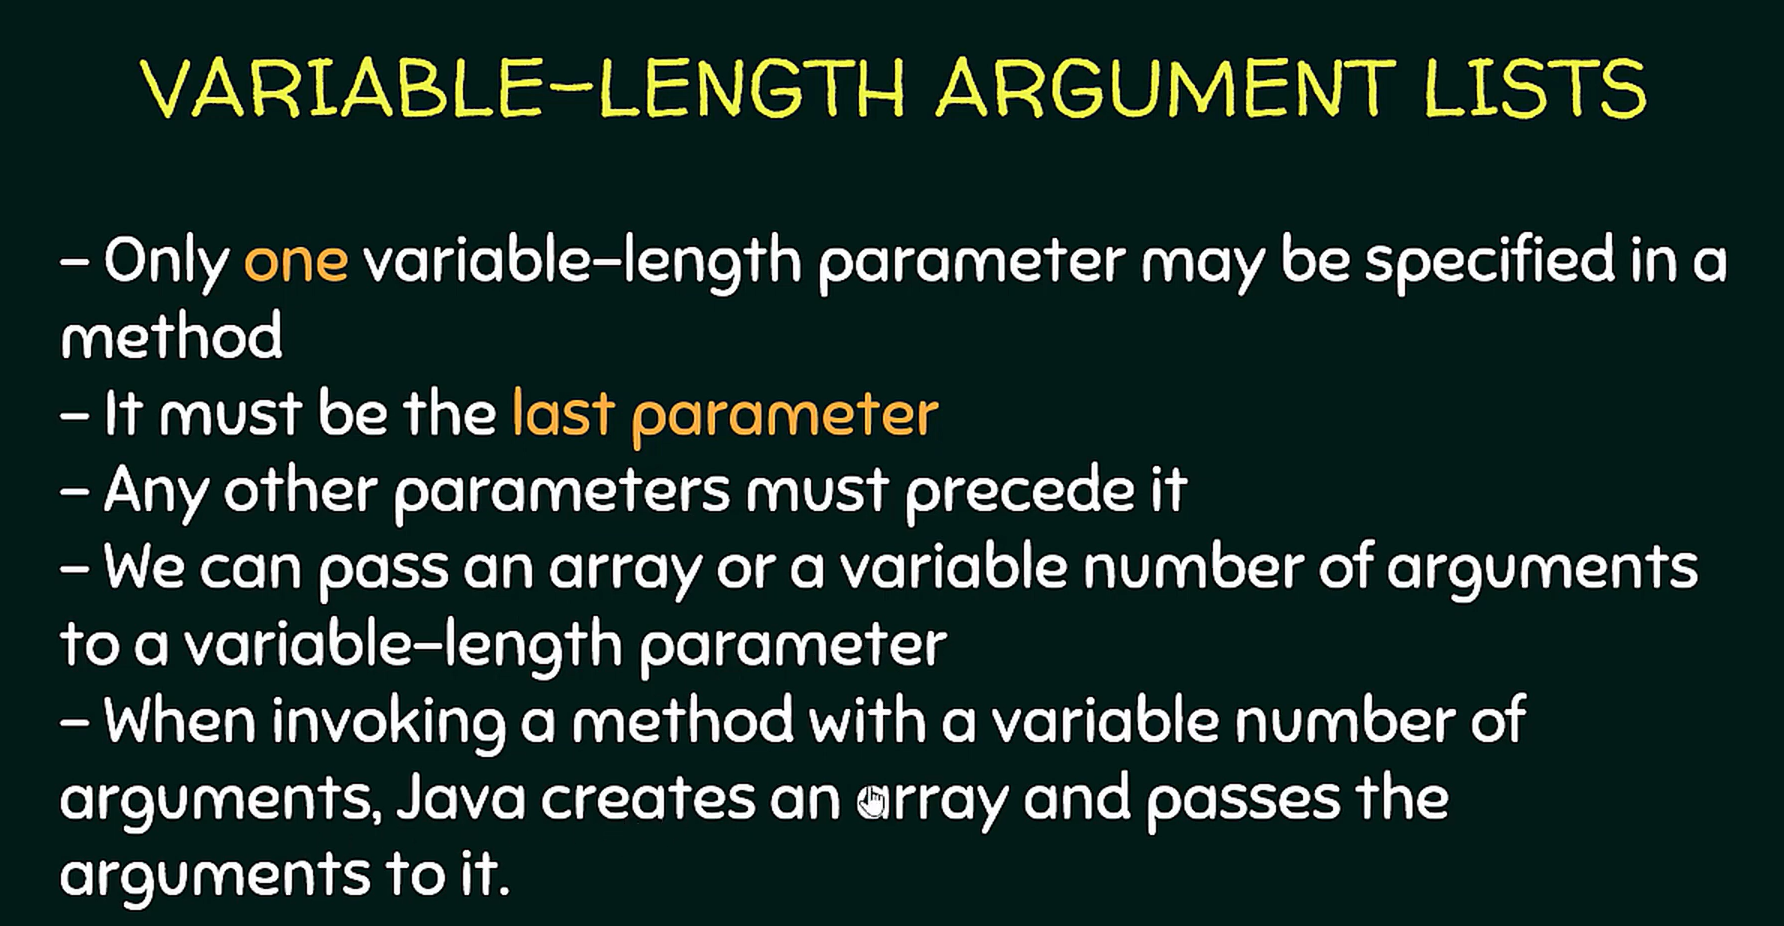 VARIABLE-LENGTH ARGUMENT LISTS
- Only one variable-length parameter may be specified in a
method
- It must be the last parameter
- Any other parameters must precede it
- We can pass an array or a variable number of arguments
to a variable-length parameter
- When invoking a method with a variable number of
arguments, Java creates an array and passes the
arguments to it.